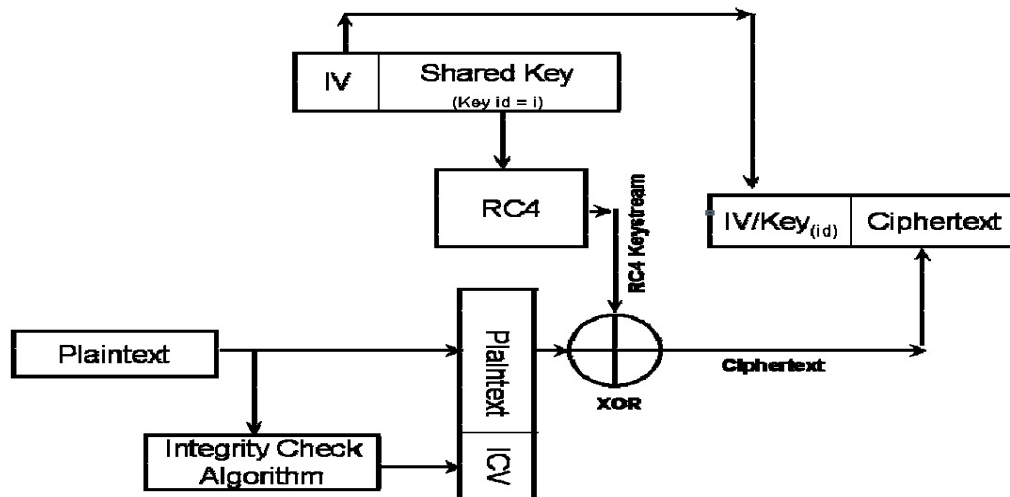 IV
Shared Key
(Key id = i)
RC4
RC4 Keystream
IV/Key(id)
Ciphertext
Plaintext
Plaintext
Ciphertext
XOR
Integrity Check
Algorithm
ICV